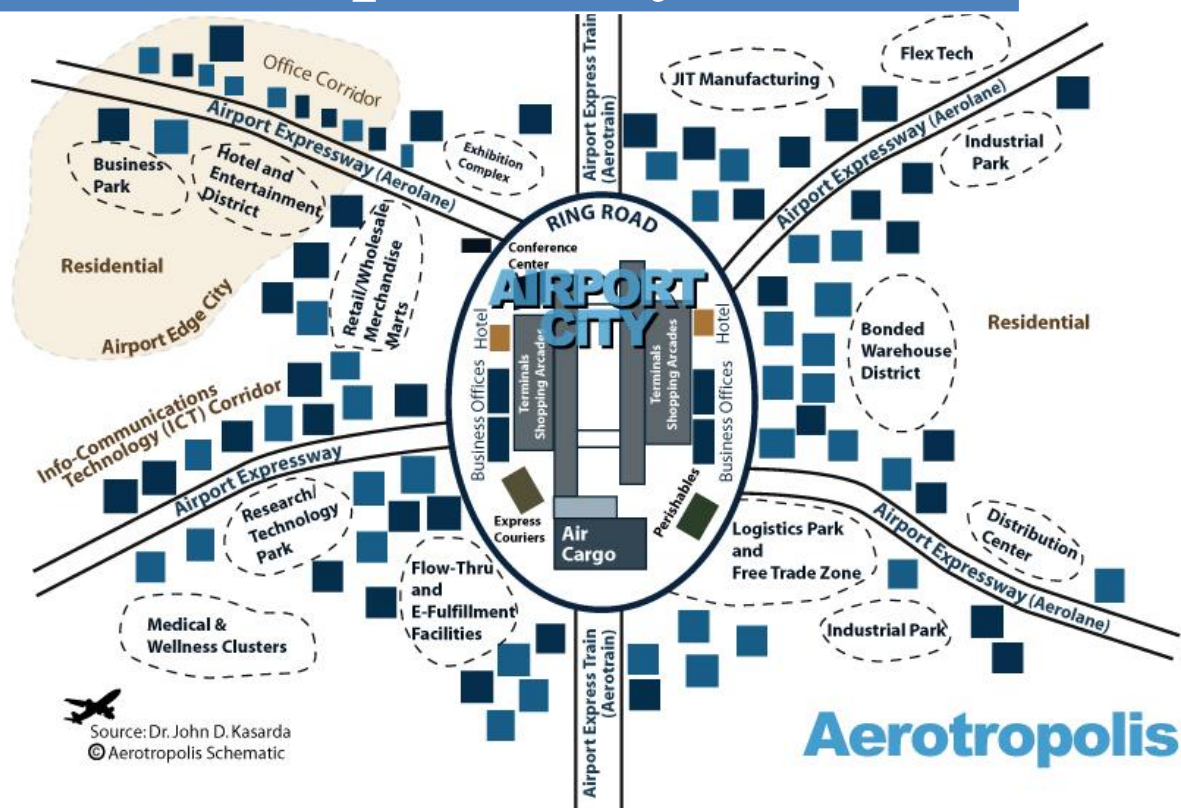 Office Corridor
Airport Expressway (Aerolane)
Business
Park
Hotel and
Entertainment
District
Exhibition
Complex
Residential
Airport Edge City
Retail/Wholesale
Merchandise
Marts
Airport Express Train
(Aerotrain)
JIT Manufacturing
Flex Tech
Airport Expressway (Aerolane)
Industrial
Park
RING ROAD
Conference
Center
AIRPORT
CITY
Hotel
Terminals
Shopping Arcades
Business Offices
Terminals
Shopping Arcades
Hotel
Business Offices
Bonded
Warehouse
District
Residential
Info-Communications
Technology (ICT) Corridor
Airport Expressway
Research/
Technology
Park
Express
Couriers
Air
Cargo
Perishables
Logistics Park
and
Free Trade Zone
Airport Expressway (Aerolane)
Distribution
Center
Flow-Thru
and
E-Fulfillment
Facilities
Medical &
Wellness Clusters
Industrial Park
Airport Express Train
(Aerotrain)
Source: Dr. John D. Kasarda
© Aerotropolis Schematic
Aerotropolis